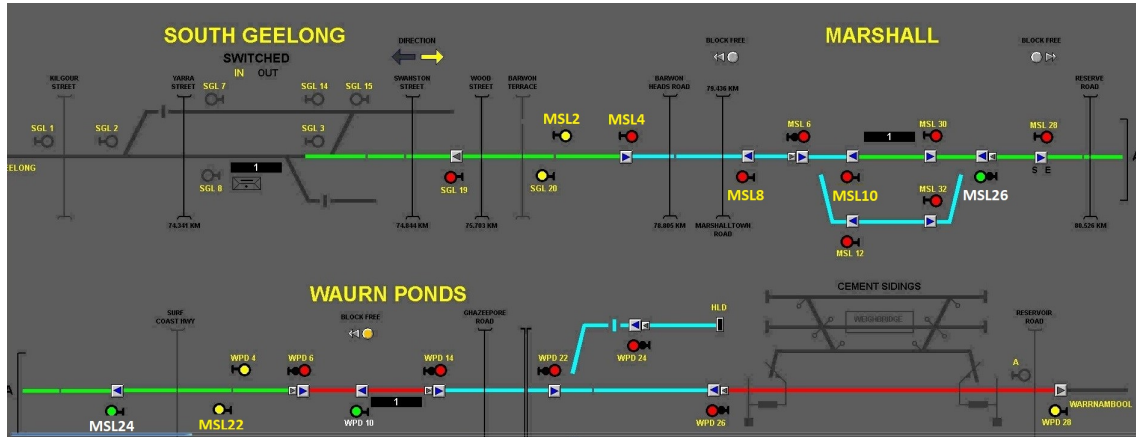 SOUTH GEELONG
SWITCHED
IN OUT
DIRECTION
BLOCK FREE
MARSHALL
BLOCK FREE
KILGOUR
STREET
YARRA
STREET
SGL 7
SGL 14
SGL 15
SWANSTON
STREET
WOOD
STREET
BARWON
TERRACE
BARWON
HEADS ROAD
79.436 KM
RESERVE
ROAD
SGL 1
SGL 2
SGL 3
MSL2
MSL4
MSL 6
MSL 30
MSL 28
1
EELONG
1
A
SGL 8
SGL 19
SGL 20
MSL8
MSL10
MSL 32
MSL26
S E
74.341 KM
74.844 KM
75.783 KM
78.885 KM
MARSHALLTOWN
ROAD
MSL 12
80.526 KM
WAURN PONDS
CEMENT SIDINGS
SURF
COAST HWY
BLOCK FREE
GHAZEEPORE
ROAD
HLD
WEIGHBRIDGE
RESERVOIR
ROAD
WPD 4
WPD 6
WPD 14
WPD 22
WPD 24
A
A
1
WARRNAMBOOL
MSL24
MSL22
WPD 10
WPD 26
WPD 28